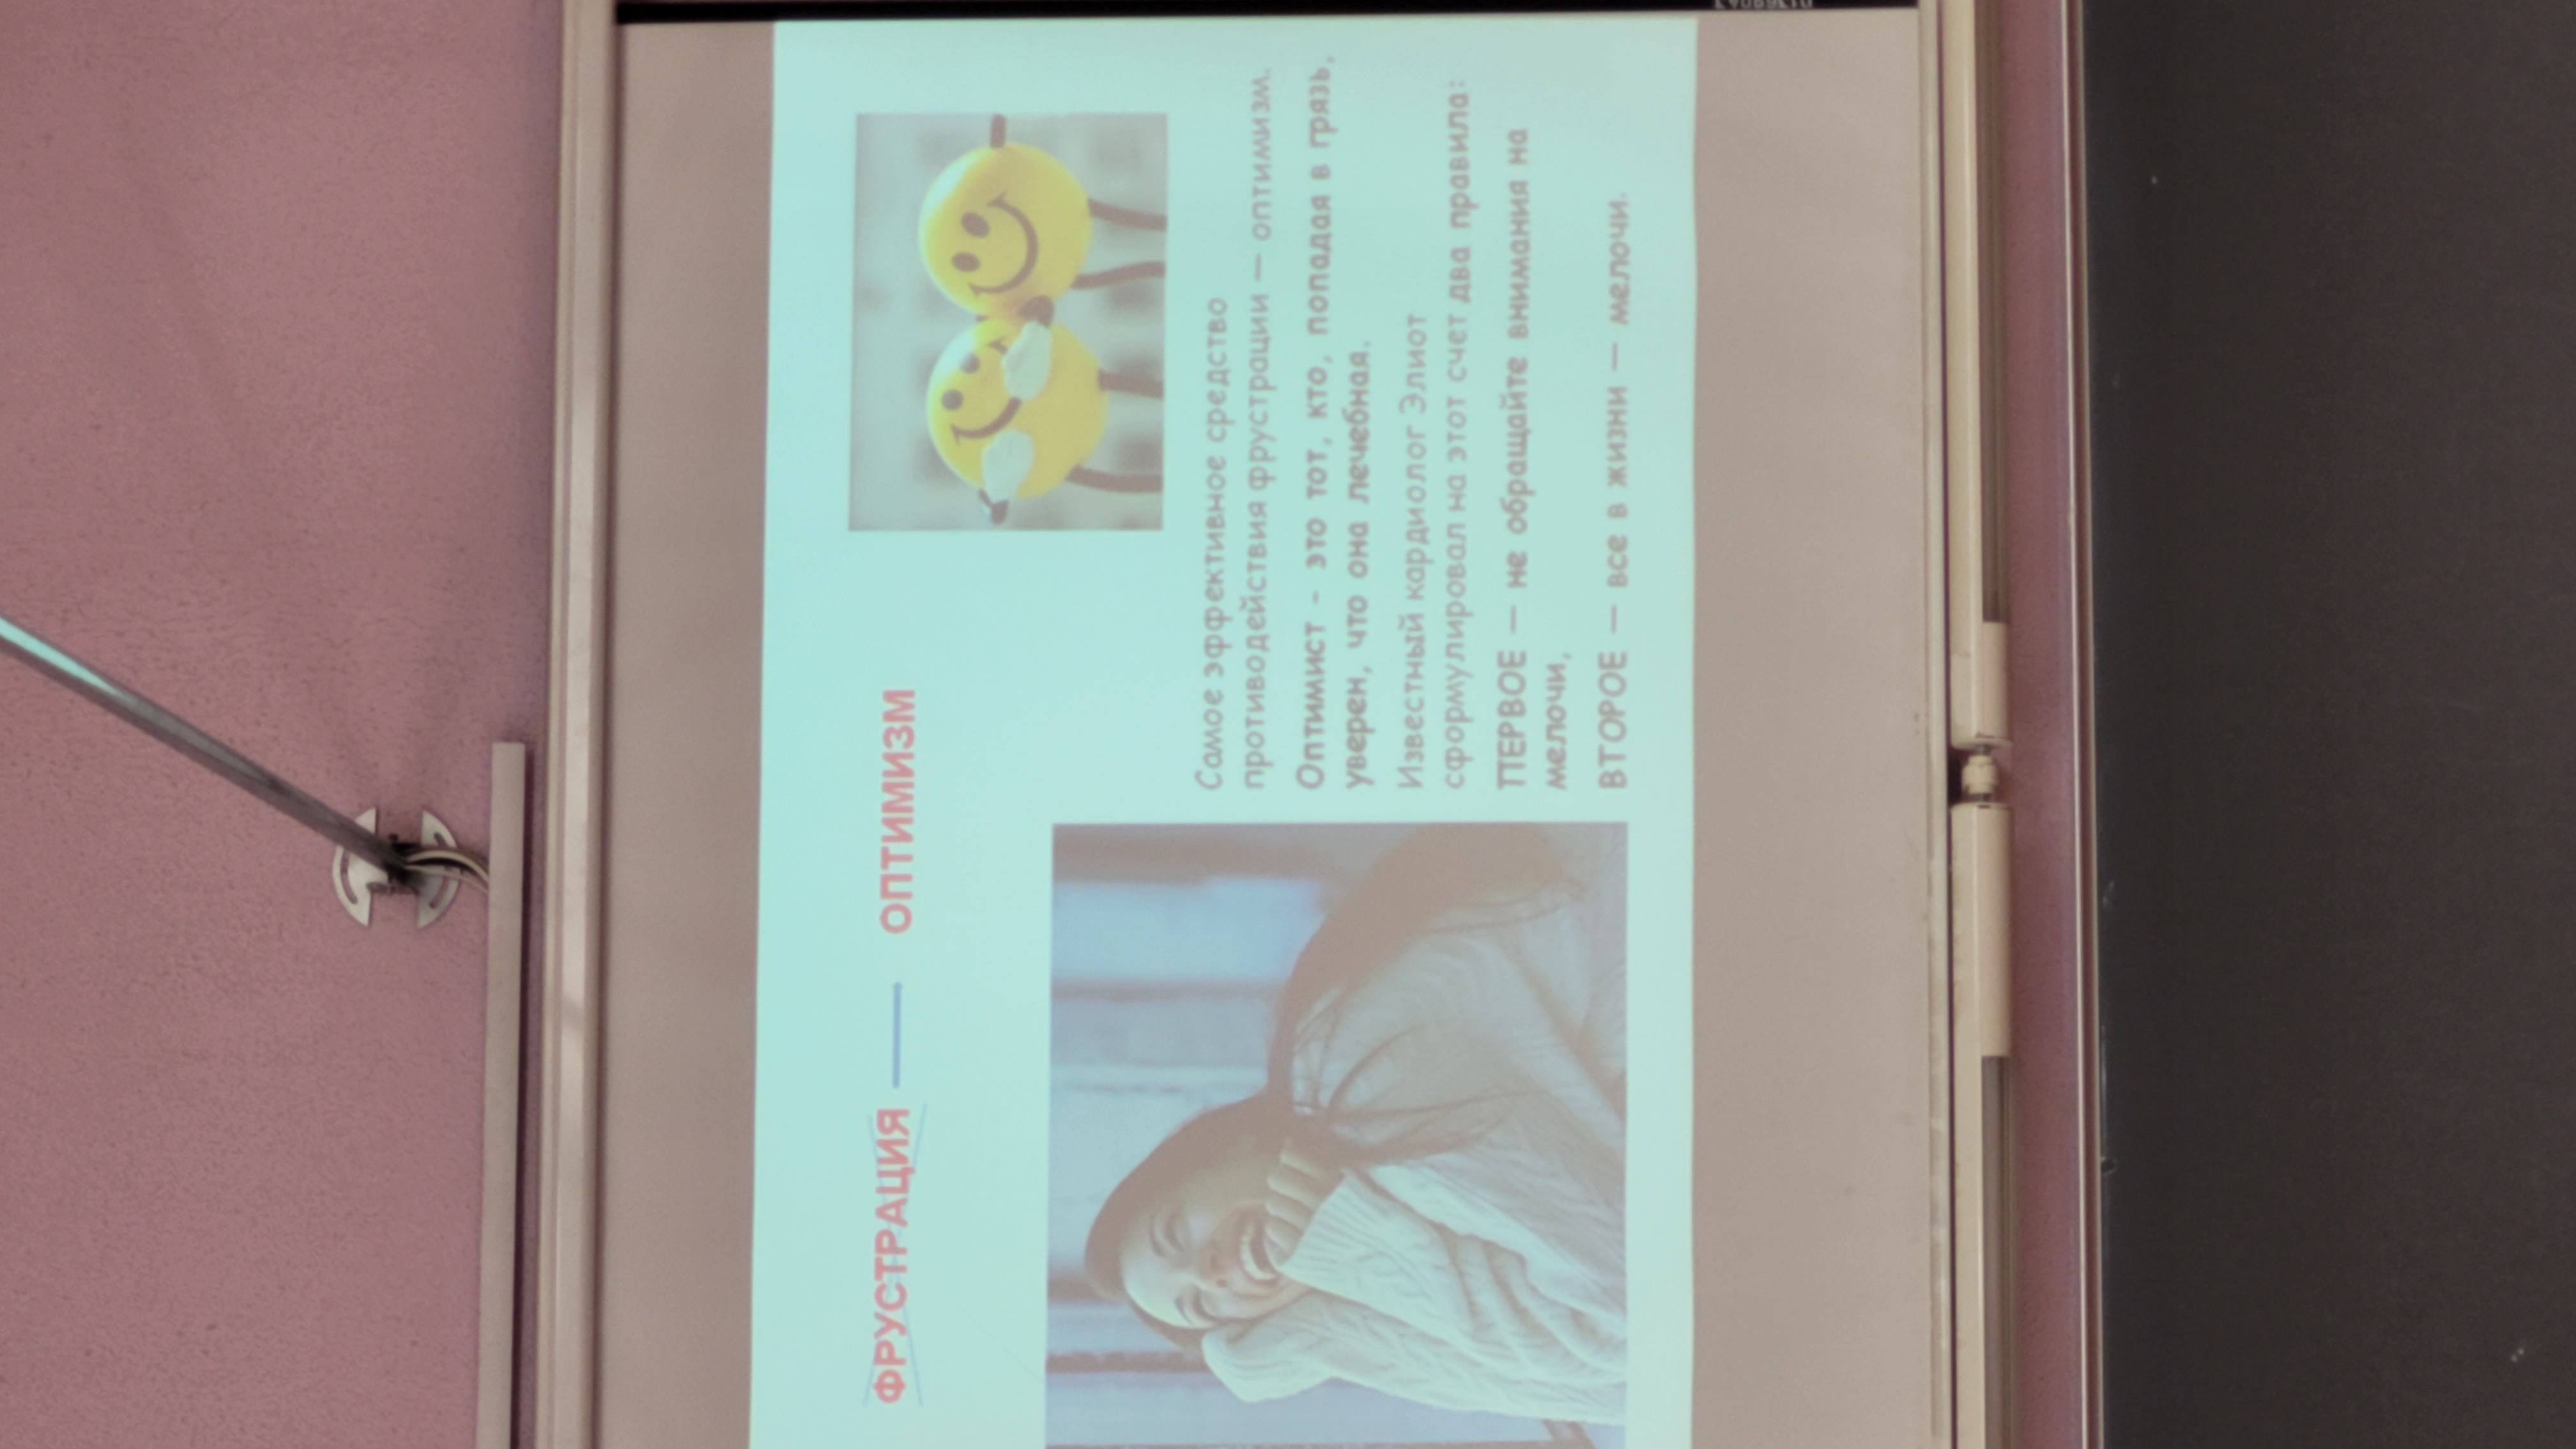 ФРУСТРАЦИЯ ОПТИМИЗМ
Самое эффективное средство
противодействия фрустрации — оптимизм.
Оптимист - это тот, кто, попадая в грязь,
уверен, что она лечебная.
Известный кардиолог Элиот
сформулировал на этот счет два правила:
ПЕРВОЕ — не обращайте внимания на
мелочи,
ВТОРОЕ — все в жизни — мелочи.